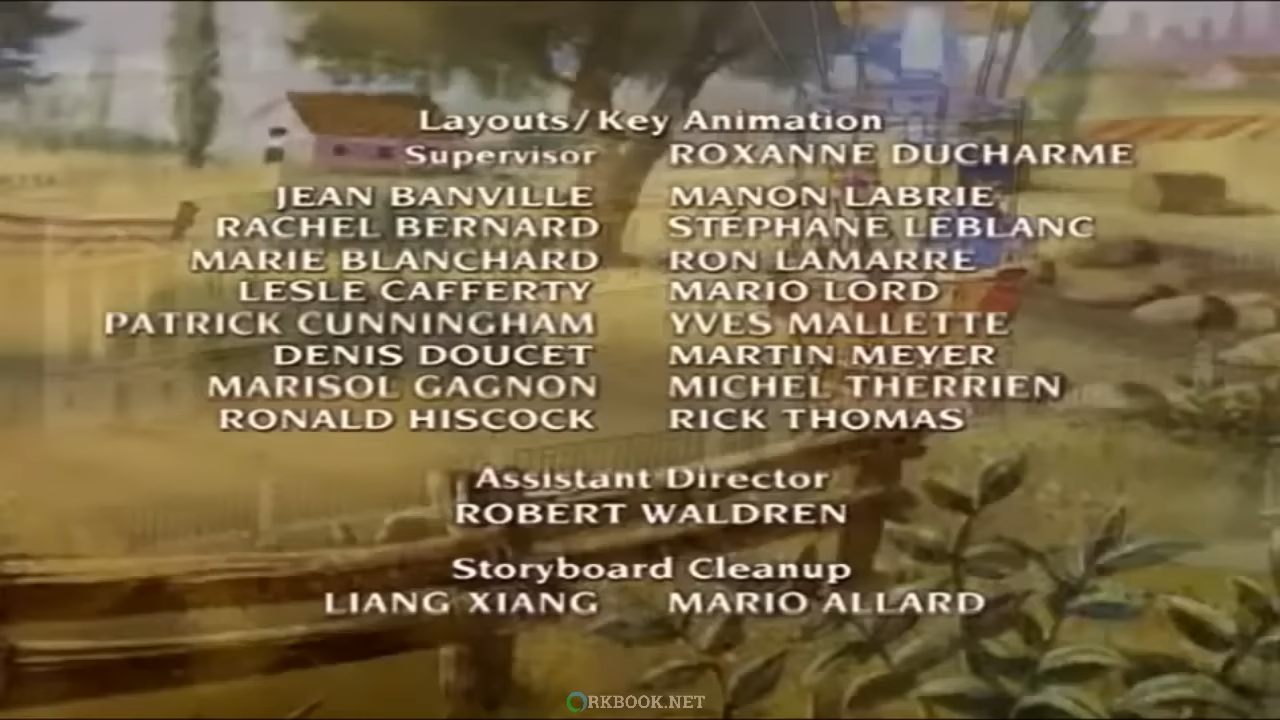 Layouts/Key Animation
Supervisor ROXANNE DUCHARME
JEAN BANVILLE MANON LABRIE
RACHEL BERNARD STÉPHANE LEBLANC
MARIE BLANCHARD RON LAMARRE
LESLE CAFFERTY MARIO LORD
PATRICK CUNNINGHAM YVES MALLETTE
DENIS DOUCET MARTIN MEYER
MARISOL GAGNON MICHEL THERRIEN
RONALD HISCOCK RICK THOMAS
Assistant Director
ROBERT WALDREN
Storyboard Cleanup
LIANG XIANG MARIO ALLARD
ORKBOOK.NET